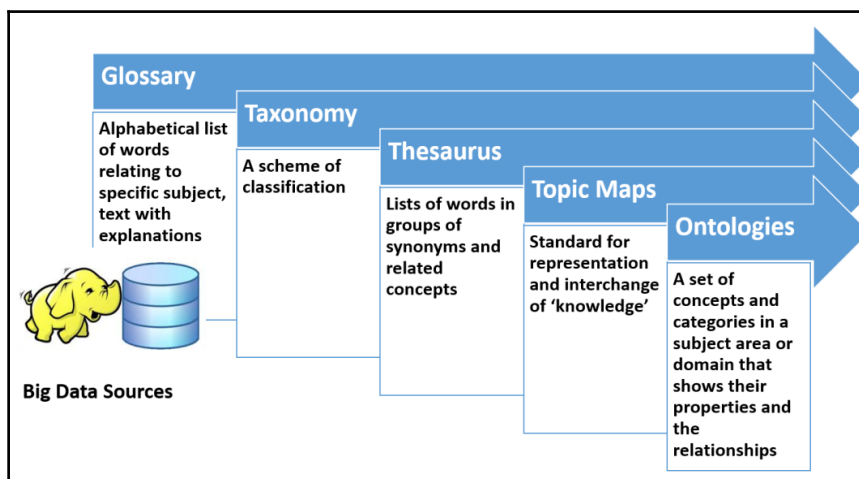 Glossary
Alphabetical list
of words
relating to
specific subject,
text with
explanations
Big Data Sources
Taxonomy
A scheme of
classification
Thesaurus
Lists of words in
groups of
synonyms and
related
concepts
Topic Maps
Standard for
representation
and interchange
of ‘knowledge’
Ontologies
A set of
concepts and
categories in a
subject area or
domain that
shows their
properties and
the
relationships